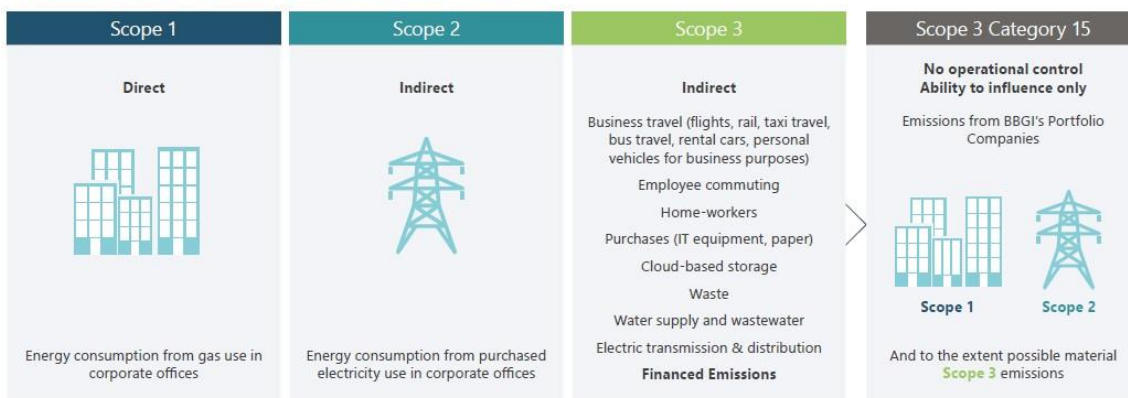 Scope 1
Direct
Energy consumption from gas use in
corporate offices
Scope 2
Indirect
Energy consumption from purchased
electricity use in corporate offices
Scope 3
Indirect
Business travel (flights, rail, taxi travel,
bus travel, rental cars, personal
vehicles for business purposes)
Employee commuting
Home-workers
Purchases (IT equipment, paper)
Cloud-based storage
Waste
Water supply and wastewater
Electric transmission & distribution
Financed Emissions
Scope 3 Category 15
No operational control
Ability to influence only
Emissions from BBGI's Portfolio
Companies
Scope 1
Scope 2
And to the extent possible material
Scope 3 emissions